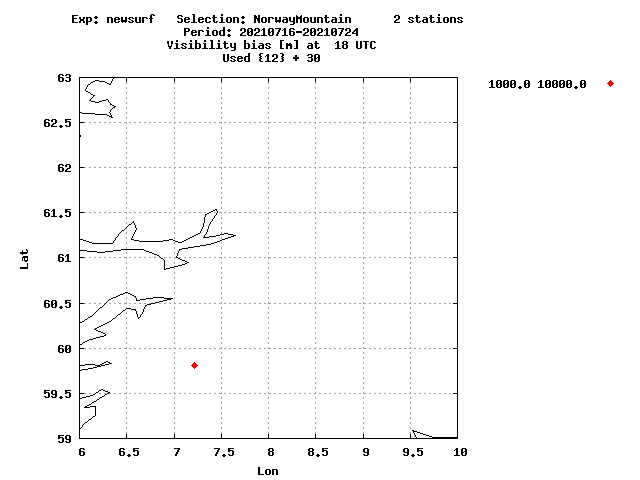 Exp: newsurf   Selection: NorwayMountain      2 stations
Period: 20210716-20210724
Visibility bias [m] at  18 UTC
Used {12} + 30
1000.0 10000.0
63
62.5
62
61.5
61
60.5
60
59.5
59
Lat
6 6.5 7 7.5 8 8.5 9 9.5 10
Lon